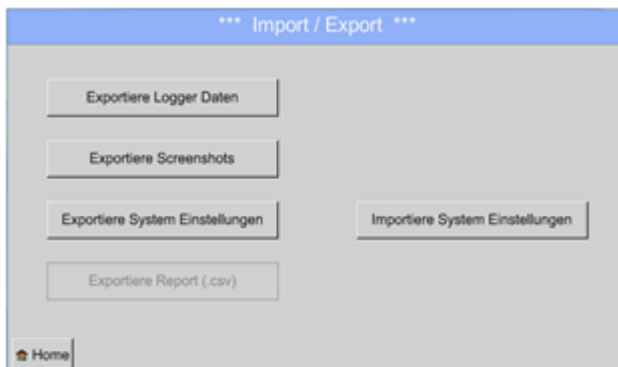 *** Import / Export ***
Exportiere Logger Daten
Exportiere Screenshots
Exportiere System Einstellungen
Importiere System Einstellungen
Exportiere Report (.csv)
Home